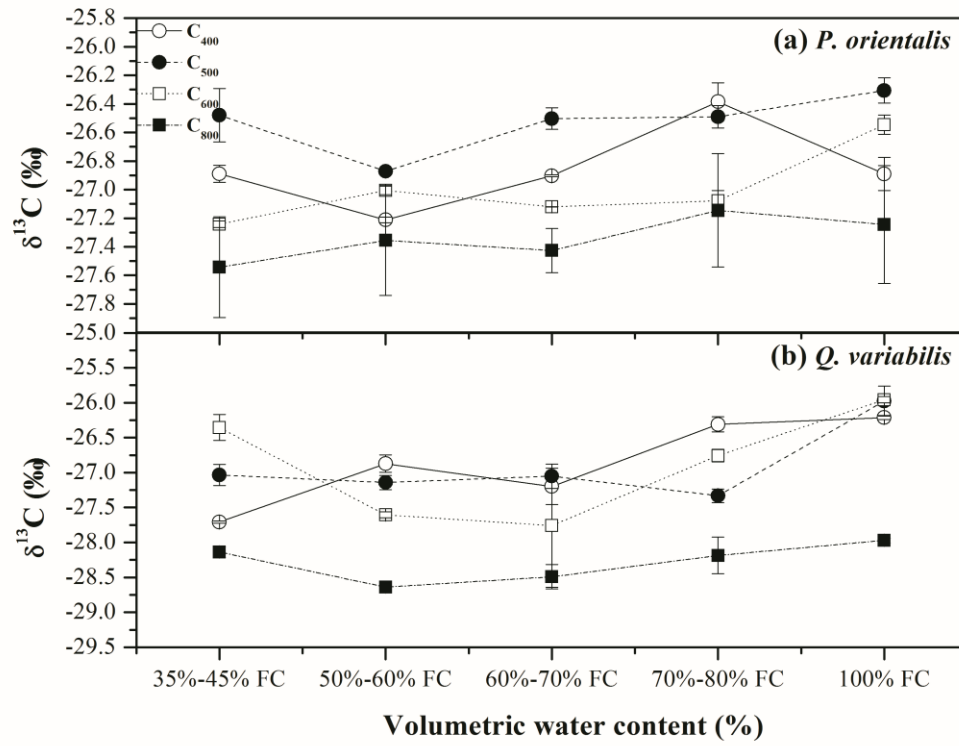 -25.8
-26.0
-26.2
-26.4
-26.6
-26.8
-27.0
-27.2
-27.4
-27.6
-27.8
-25.0
δ¹³C (‰)
C₄₀₀
C₅₀₀
C₆₀₀
C₈₀₀
(a) P. orientalis
-25.5
-26.0
-26.5
-27.0
-27.5
-28.0
-28.5
-29.0
-29.5
δ¹³C (‰)
(b) Q. variabilis
35%-45% FC 50%-60% FC 60%-70% FC 70%-80% FC 100% FC
Volumetric water content (%)